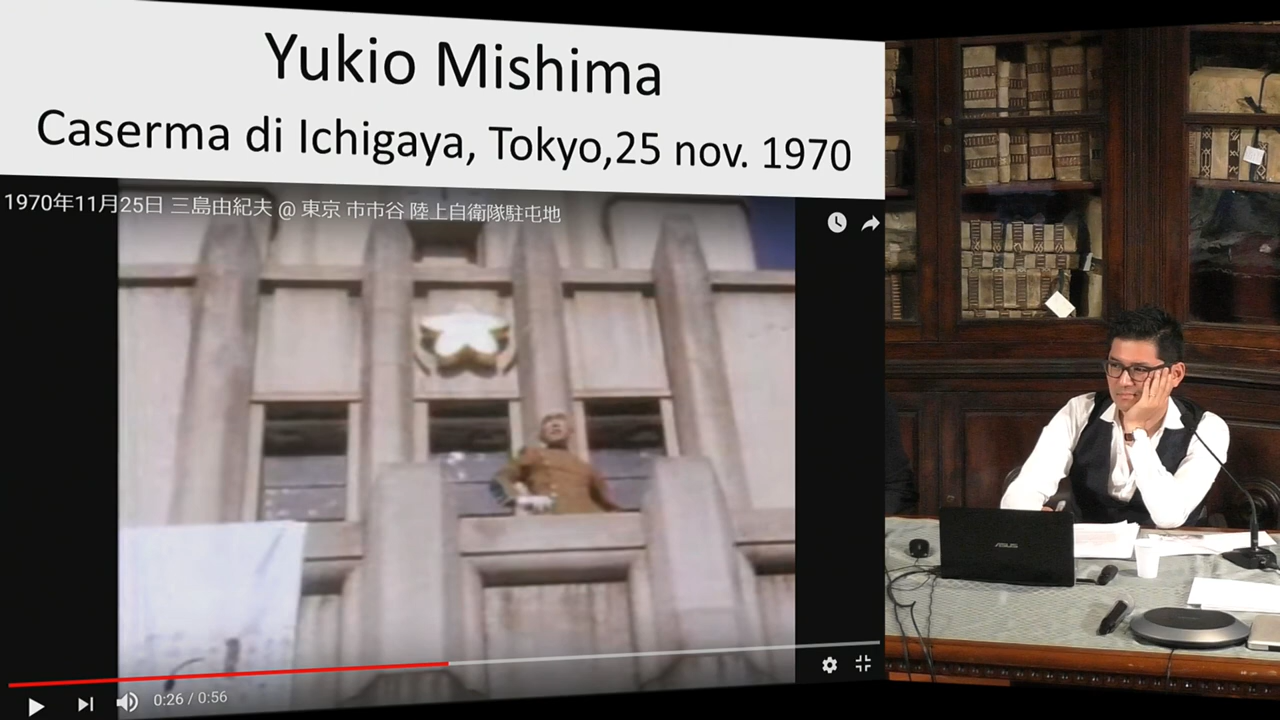 Yukio Mishima
Caserma di Ichigaya, Tokyo,25 nov. 1970
1970年11月25日 三島由紀夫 @ 東京 市市谷 陸上自衛隊駐屯地
0:26 / 0:56
ASUS